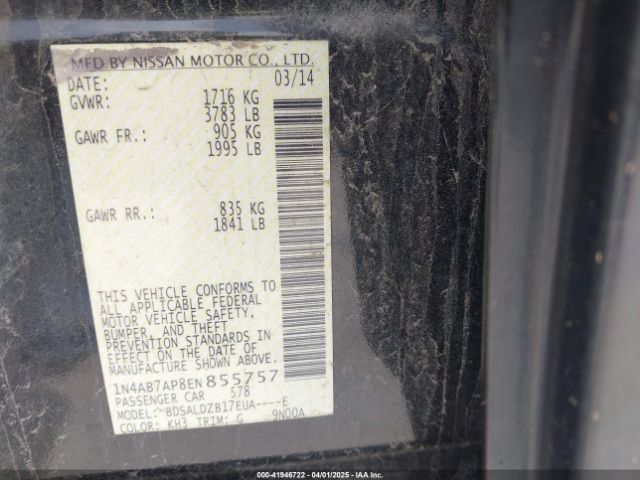 MFD BY NISSAN MOTOR CO., LTD.
DATE: 03/14
GVWR: 1716 KG
3783 LB
GAWR FR.: 905 KG
1995 LB
GAWR RR.: 835 KG
1841 LB
THIS VEHICLE CONFORMS TO
ALL APPLICABLE FEDERAL
MOTOR VEHICLE SAFETY,
BUMPER, AND THEFT
PREVENTION STANDARDS IN
EFFECT ON THE DATE OF
MANUFACTURE SHOWN ABOVE.
1N4AB7AP8EN 855757
PASSENGER CAR 578
MODEL: BDSALDZB17EUA----E
COLOR: KH3 TRIM: G 9N00A
000-41946722 - 04/01/2025 - IAA Inc.